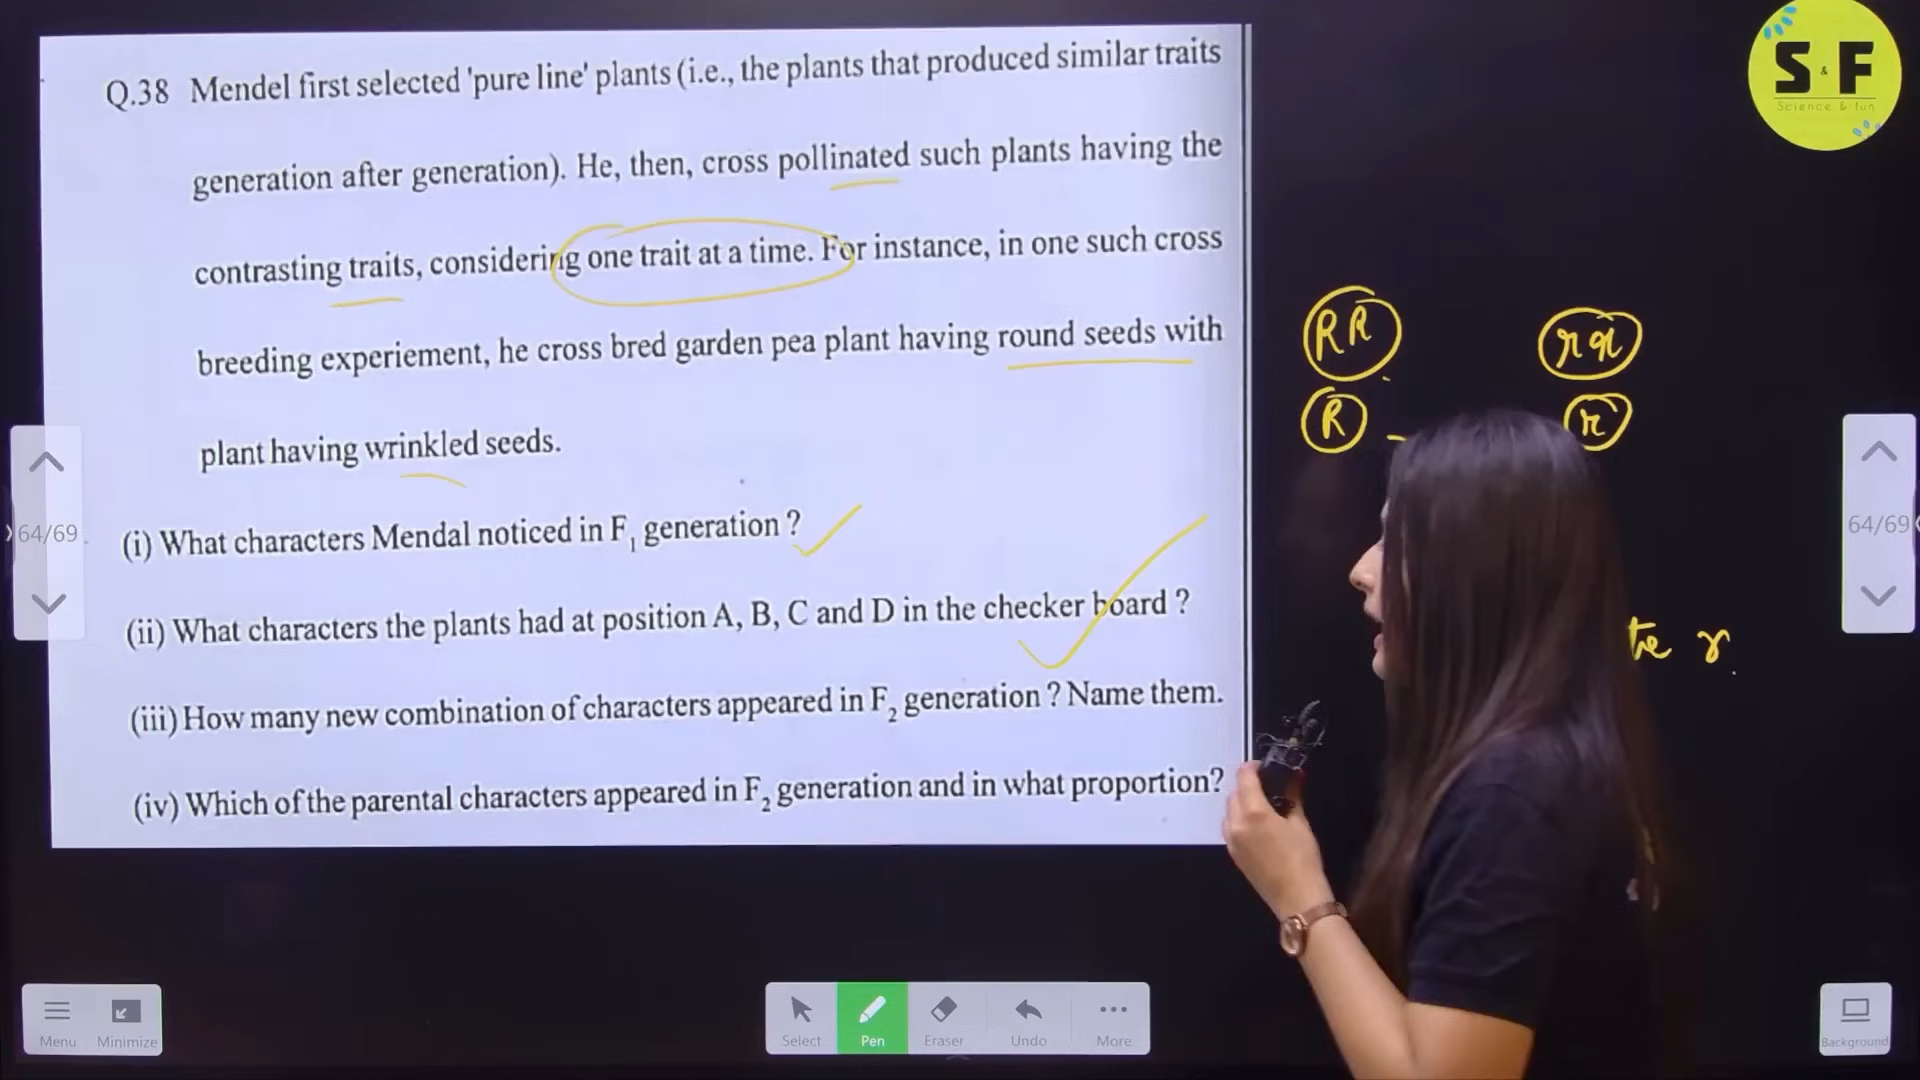 Q.38 Mendel first selected 'pure line' plants (i.e., the plants that produced similar traits
generation after generation). He, then, cross pollinated such plants having the
contrasting traits, considering one trait at a time. For instance, in one such cross
breeding experiement, he cross bred garden pea plant having round seeds with
plant having wrinkled seeds.
(i) What characters Mendal noticed in F1 generation ?
(ii) What characters the plants had at position A, B, C and D in the checker board ?
(iii) How many new combination of characters appeared in F2 generation ? Name them.
(iv) Which of the parental characters appeared in F2 generation and in what proportion?
S & F
Science & fun
RR rr
R r
64/69
64/69
Menu Minimize
Select Pen Eraser Undo More
Background